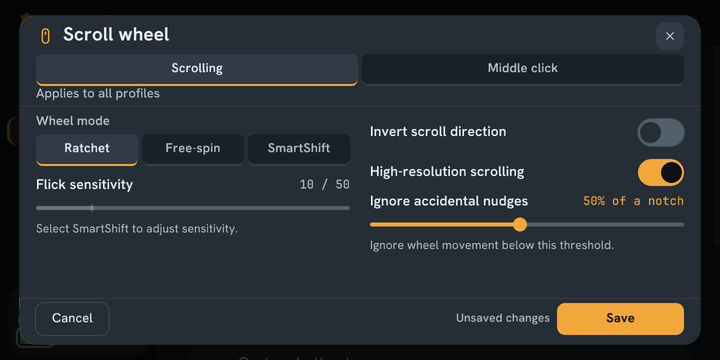 Scroll wheel
Scrolling
Middle click
Applies to all profiles
Wheel mode
Ratchet
Free-spin
SmartShift
Flick sensitivity
10 / 50
Select SmartShift to adjust sensitivity.
Invert scroll direction
High-resolution scrolling
Ignore accidental nudges
50% of a notch
Ignore wheel movement below this threshold.
Cancel
Unsaved changes
Save